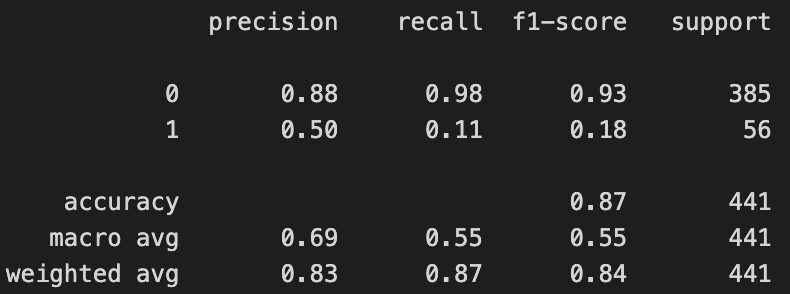 precision recall f1-score support
0 0.88 0.98 0.93 385
1 0.50 0.11 0.18 56
accuracy 0.87 441
macro avg 0.69 0.55 0.55 441
weighted avg 0.83 0.87 0.84 441